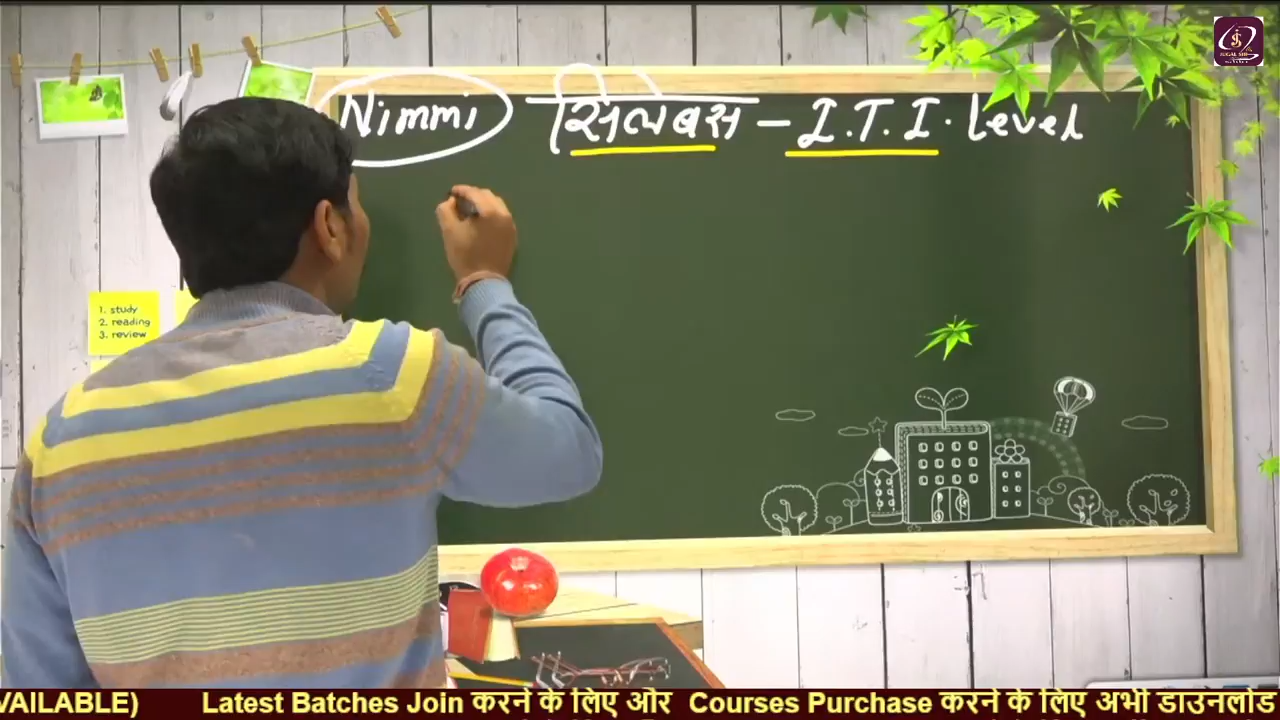 Nimmi सिलेबस - I.T.I. Level
1. study
2. reading
3. review
VAILABLE) Latest Batches Join करने के लिए और Courses Purchase करने के लिए अभी डाउनलोड